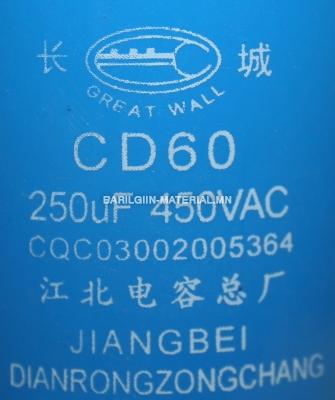 长 城
GREAT WALL
CD60
BARILGIIN-MATERIAL.MN
250uF 450VAC
CQC03002005364
江北电容总厂
JIANGBEI
DIANRONGZONGCHANG